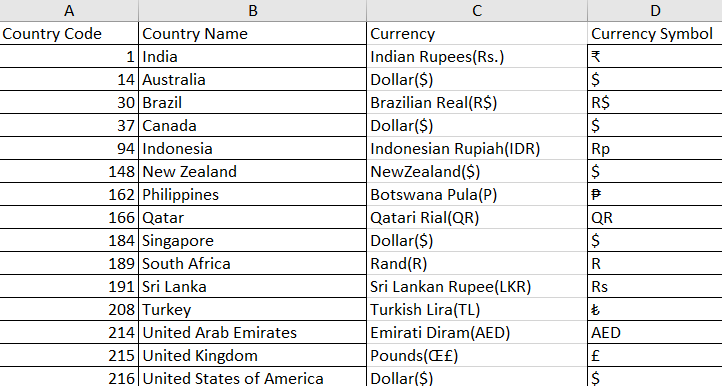 A B C D
Country Code Country Name Currency Currency Symbol
1 India Indian Rupees(Rs.) ₹
14 Australia Dollar($) $
30 Brazil Brazilian Real(R$) R$
37 Canada Dollar($) $
94 Indonesia Indonesian Rupiah(IDR) Rp
148 New Zealand NewZealand($) $
162 Philippines Botswana Pula(P) ₱
166 Qatar Qatari Rial(QR) QR
184 Singapore Dollar($) $
189 South Africa Rand(R) R
191 Sri Lanka Sri Lankan Rupee(LKR) Rs
208 Turkey Turkish Lira(TL) ₺
214 United Arab Emirates Emirati Diram(AED) AED
215 United Kingdom Pounds(Œ£) £
216 United States of America Dollar($) $